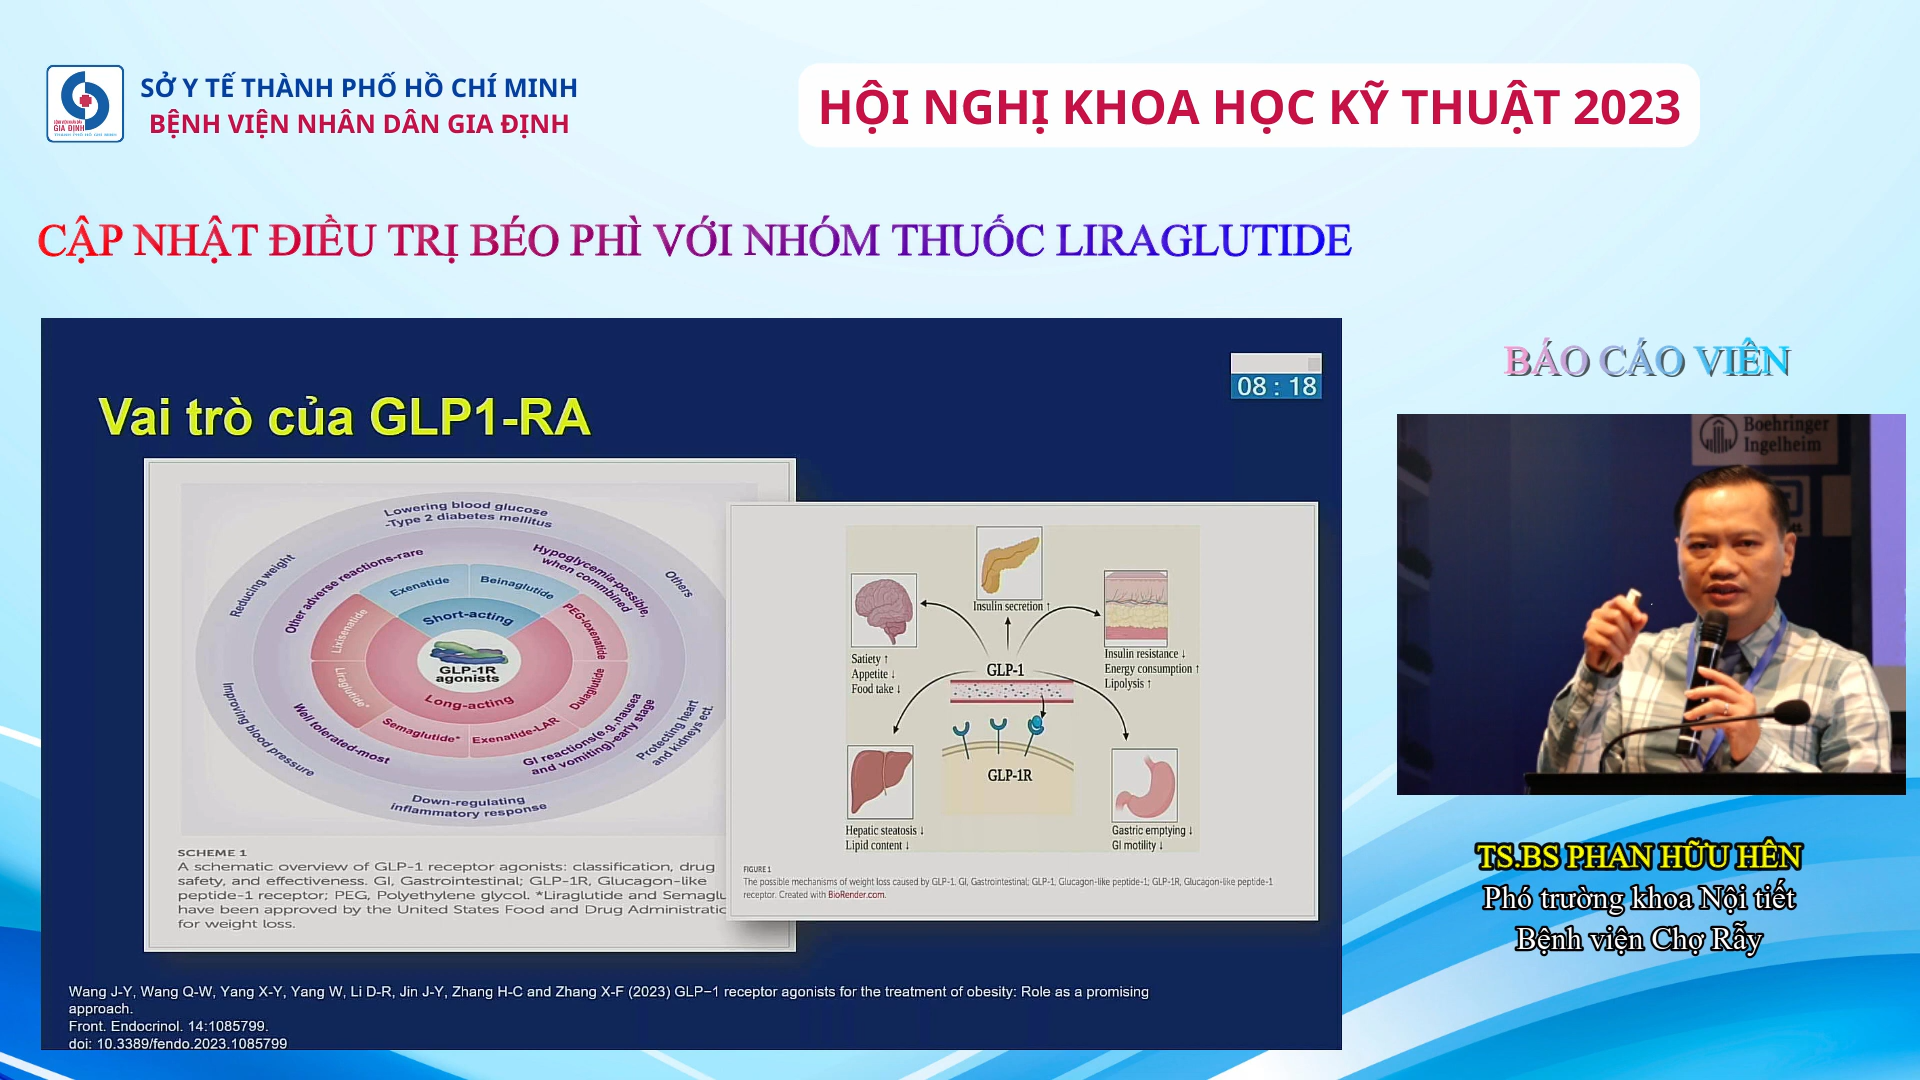 SỞ Y TẾ THÀNH PHỐ HỒ CHÍ MINH
BỆNH VIỆN NHÂN DÂN GIA ĐỊNH
GIA ĐỊNH
HỘI NGHỊ KHOA HỌC KỸ THUẬT 2023
CẬP NHẬT ĐIỀU TRỊ BÉO PHÌ VỚI NHÓM THUỐC LIRAGLUTIDE
08 : 18
Vai trò của GLP1-RA
Lowering blood glucose
-Type 2 diabetes mellitus
Reducing weight
Others
Improving blood pressure
Protecting heart
and kidneys ect.
Down-regulating
inflammatory response
Other adverse reactions-rare
Hypoglycemia-possible,
when commbined
Well tolerated-most
GI reactions(e.g.,nausea
and vomiting)-early stage
Exenatide
Beinaglutide
Short-acting
Lixisenatide
PEG-loxenatide
Liraglutide*
Dulaglutide
Semaglutide*
Exenatide-LAR
Long-acting
GLP-1R
agonists
SCHEME 1
A schematic overview of GLP-1 receptor agonists: classification, drug
safety, and effectiveness. GI, Gastrointestinal; GLP-1R, Glucagon-like
peptide-1 receptor; PEG, Polyethylene glycol. *Liraglutide and Semaglu
have been approved by the United States Food and Drug Administratio
for weight loss.
Insulin secretion ↑
Satiety ↑
Appetite ↓
Food take ↓
Insulin resistance ↓
Energy consumption ↑
Lipolysis ↑
GLP-1
GLP-1R
Hepatic steatosis ↓
Lipid content ↓
Gastric emptying ↓
GI motility ↓
FIGURE 1
The possible mechanisms of weight loss caused by GLP-1. GI, Gastrointestinal; GLP-1, Glucagon-like peptide-1; GLP-1R, Glucagon-like peptide-1
receptor. Created with BioRender.com.
Wang J-Y, Wang Q-W, Yang X-Y, Yang W, Li D-R, Jin J-Y, Zhang H-C and Zhang X-F (2023) GLP−1 receptor agonists for the treatment of obesity: Role as a promising
approach.
Front. Endocrinol. 14:1085799.
doi: 10.3389/fendo.2023.1085799
BÁO CÁO VIÊN
Boehringer
Ingelheim
TS.BS PHAN HỮU HÊN
Phó trường khoa Nội tiết
Bệnh viện Chợ Rẫy